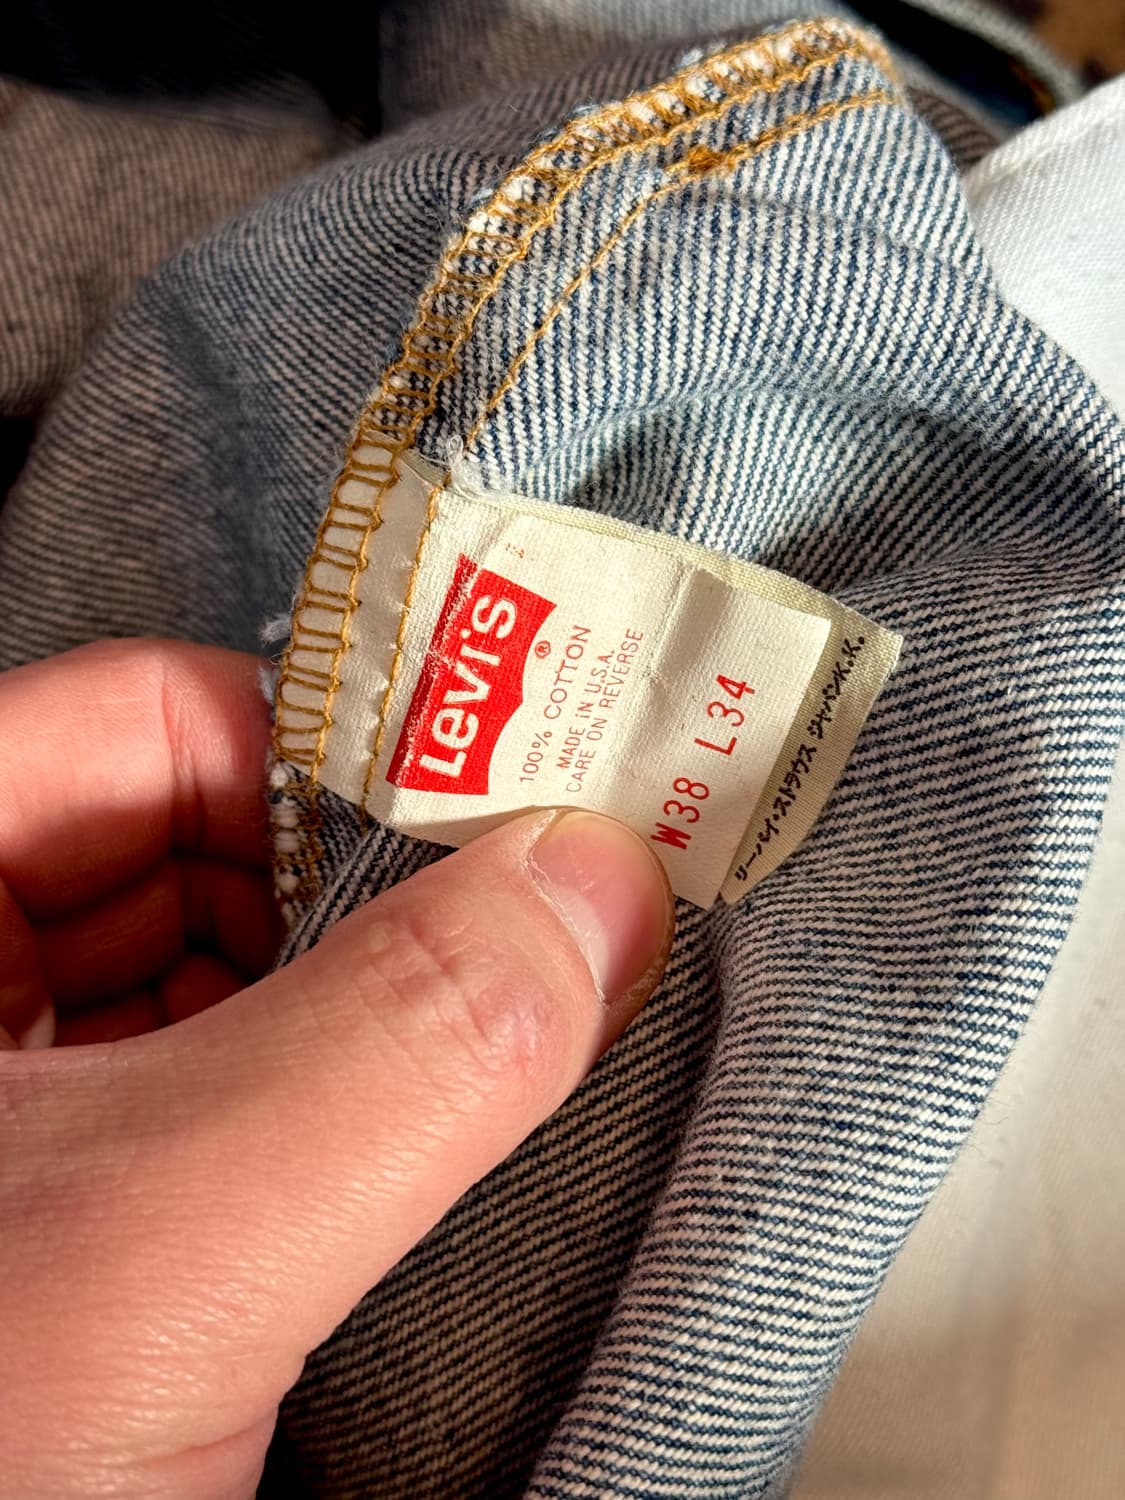 Levi's®
100% COTTON
MADE IN U.S.A.
CARE ON REVERSE
W38 L34
リーバイ・ストラウス ジャパンK.K.